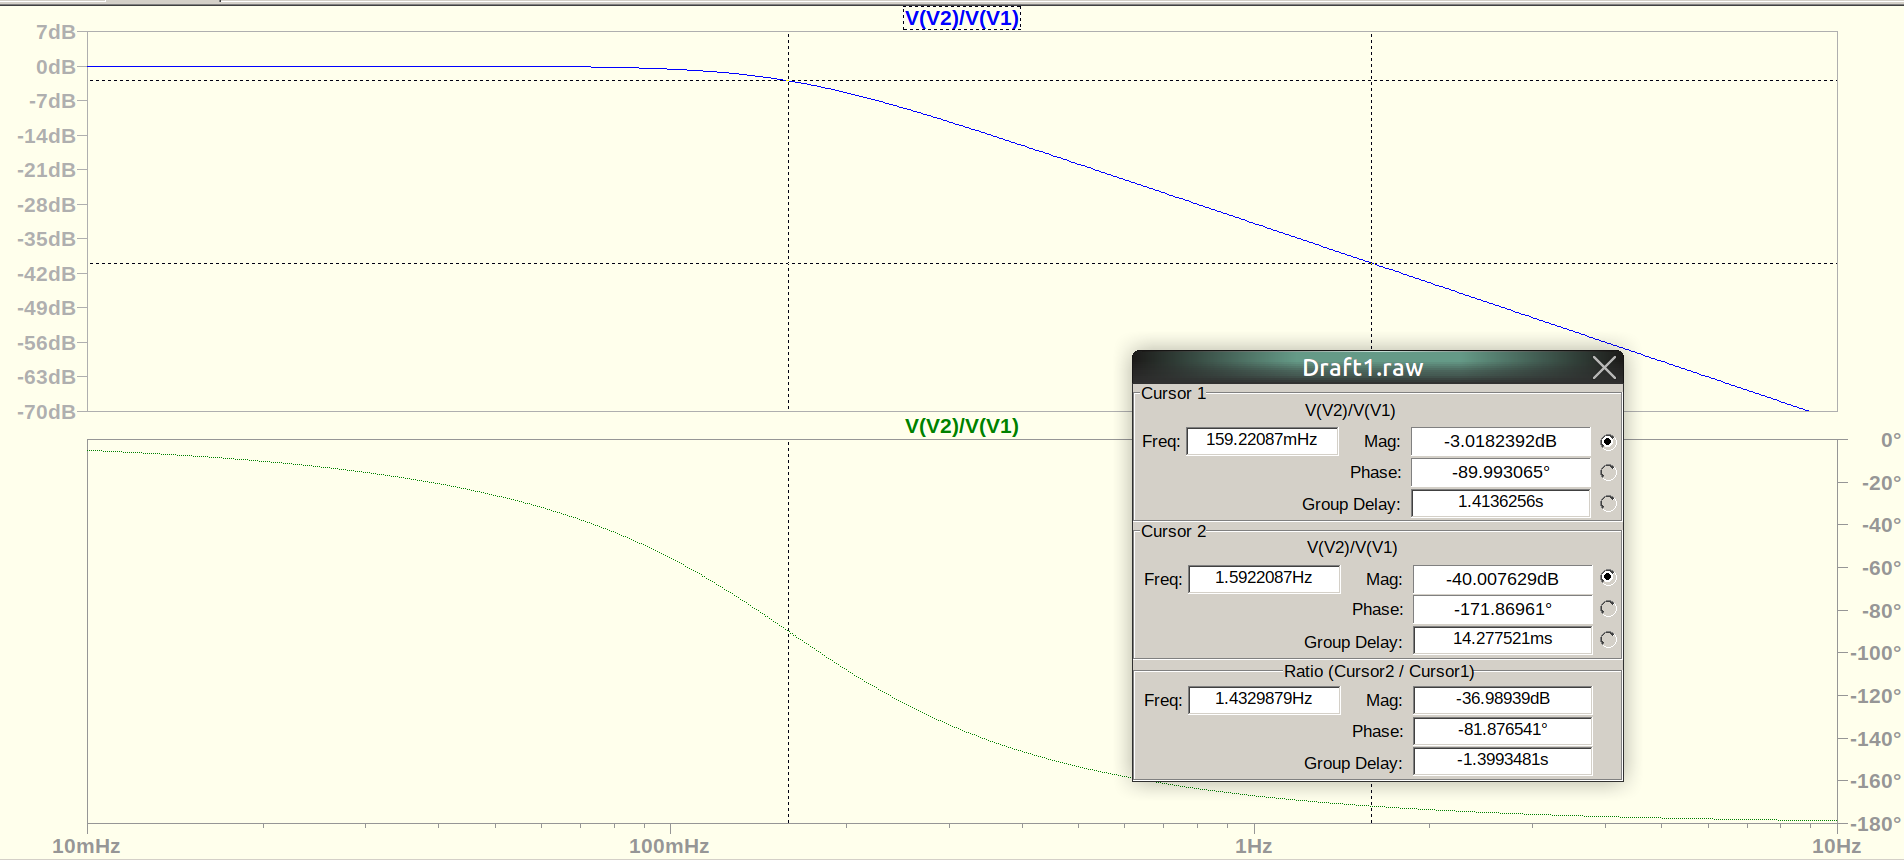 V(V2)/V(V1)
7dB
0dB
-7dB
-14dB
-21dB
-28dB
-35dB
-42dB
-49dB
-56dB
-63dB
-70dB
V(V2)/V(V1)
0°
-20°
-40°
-60°
-80°
-100°
-120°
-140°
-160°
-180°
10mHz 100mHz 1Hz 10Hz
Draft1.raw
Cursor 1
V(V2)/V(V1)
Freq: 159.22087mHz Mag: -3.0182392dB
Phase: -89.993065°
Group Delay: 1.4136256s
Cursor 2
V(V2)/V(V1)
Freq: 1.5922087Hz Mag: -40.007629dB
Phase: -171.86961°
Group Delay: 14.277521ms
Ratio (Cursor2 / Cursor1)
Freq: 1.4329879Hz Mag: -36.98939dB
Phase: -81.876541°
Group Delay: -1.3993481s